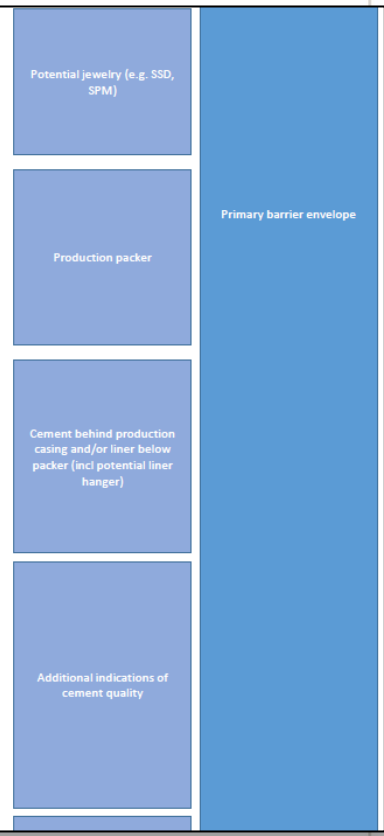 Potential jewelry (e.g. SSD,
SPM)
Primary barrier envelope
Production packer
Cement behind production
casing and/or liner below
packer (incl potential liner
hanger)
Additional indications of
cement quality